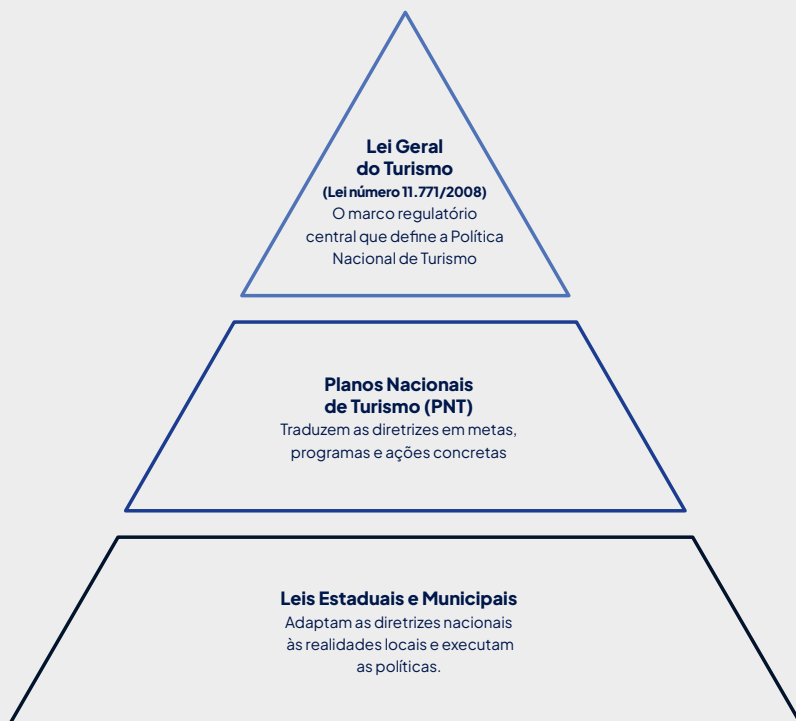 Lei Geral
do Turismo
(Lei número 11.771/2008)
O marco regulatório
central que define a Política
Nacional de Turismo
Planos Nacionais
de Turismo (PNT)
Traduzem as diretrizes em metas,
programas e ações concretas
Leis Estaduais e Municipais
Adaptam as diretrizes nacionais
às realidades locais e executam
as políticas.